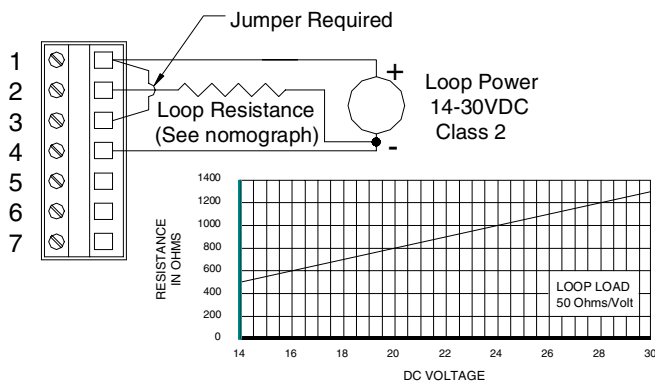 Jumper Required
1
2
3
4
5
6
7
+
-
Loop Resistance
(See nomograph)
Loop Power
14-30VDC
Class 2
RESISTANCE
IN OHMS
1400
1200
1000
800
600
400
200
0
LOOP LOAD
50 Ohms/Volt
14
16
18
20
22
24
26
28
30
DC VOLTAGE